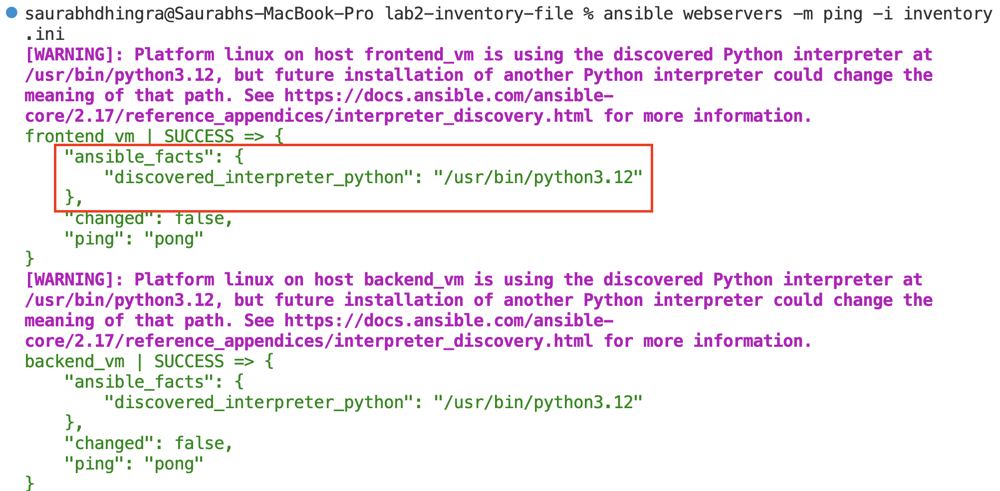 saurabhdhingra@Saurabhs-MacBook-Pro lab2-inventory-file % ansible webservers -m ping -i inventory
.ini
[WARNING]: Platform linux on host frontend_vm is using the discovered Python interpreter at
/usr/bin/python3.12, but future installation of another Python interpreter could change the
meaning of that path. See https://docs.ansible.com/ansible-
core/2.17/reference_appendices/interpreter_discovery.html for more information.
frontend_vm | SUCCESS => {
    "ansible_facts": {
        "discovered_interpreter_python": "/usr/bin/python3.12"
    },
    "changed": false,
    "ping": "pong"
}
[WARNING]: Platform linux on host backend_vm is using the discovered Python interpreter at
/usr/bin/python3.12, but future installation of another Python interpreter could change the
meaning of that path. See https://docs.ansible.com/ansible-
core/2.17/reference_appendices/interpreter_discovery.html for more information.
backend_vm | SUCCESS => {
    "ansible_facts": {
        "discovered_interpreter_python": "/usr/bin/python3.12"
    },
    "changed": false,
    "ping": "pong"
}